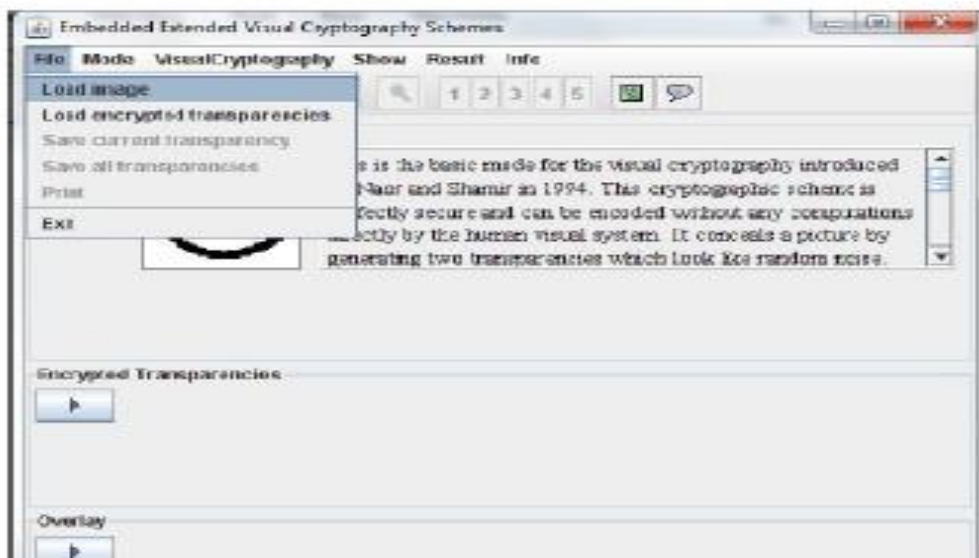 Embedded Extended Visual Cryptography Schemes
File Mode VisualCryptography Show Result Info
Load image
1 2 3 4 5
Load encrypted transparencies
Save current transparency
Save all transparencies
Print
Exit
s is the basic mode for the visual cryptography introduced
Naor and Shamir in 1994. This cryptographic scheme is
fectly secure and can be encoded without any computations
ectly by the human visual system. It conceals a picture by
generating two transparencies which look like random noise.
Encrypted Transparencies
Overlay